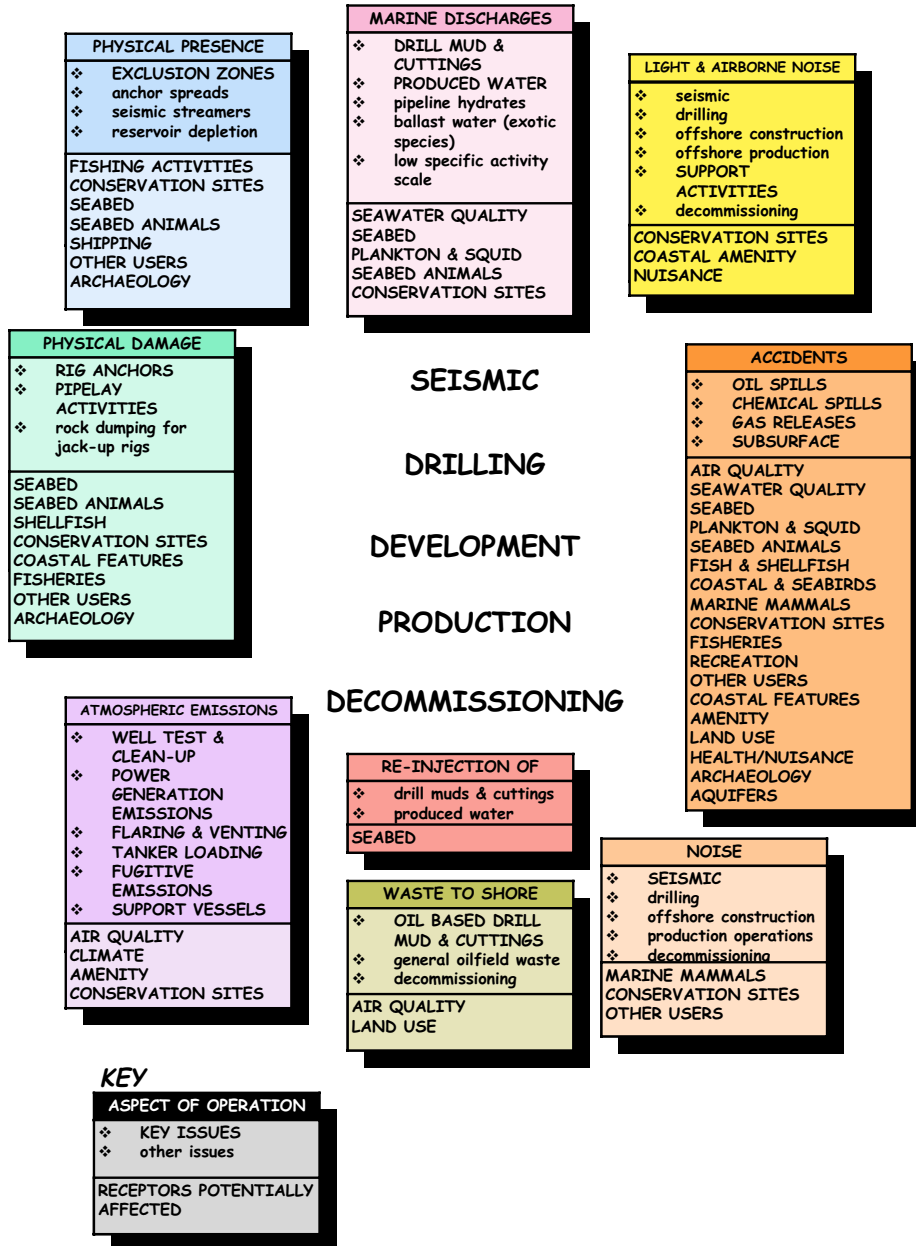 MARINE DISCHARGES
❖ DRILL MUD &
CUTTINGS
❖ PRODUCED WATER
❖ pipeline hydrates
❖ ballast water (exotic
species)
❖ low specific activity
scale
SEAWATER QUALITY
SEABED
PLANKTON & SQUID
SEABED ANIMALS
CONSERVATION SITES
PHYSICAL PRESENCE
❖ EXCLUSION ZONES
❖ anchor spreads
❖ seismic streamers
❖ reservoir depletion
FISHING ACTIVITIES
CONSERVATION SITES
SEABED
SEABED ANIMALS
SHIPPING
OTHER USERS
ARCHAEOLOGY
LIGHT & AIRBORNE NOISE
❖ seismic
❖ drilling
❖ offshore construction
❖ offshore production
❖ SUPPORT
ACTIVITIES
❖ decommissioning
CONSERVATION SITES
COASTAL AMENITY
NUISANCE
PHYSICAL DAMAGE
❖ RIG ANCHORS
❖ PIPELAY
ACTIVITIES
❖ rock dumping for
jack-up rigs
SEABED
SEABED ANIMALS
SHELLFISH
CONSERVATION SITES
COASTAL FEATURES
FISHERIES
OTHER USERS
ARCHAEOLOGY
SEISMIC
DRILLING
DEVELOPMENT
PRODUCTION
DECOMMISSIONING
ACCIDENTS
❖ OIL SPILLS
❖ CHEMICAL SPILLS
❖ GAS RELEASES
❖ SUBSURFACE
AIR QUALITY
SEAWATER QUALITY
SEABED
PLANKTON & SQUID
SEABED ANIMALS
FISH & SHELLFISH
COASTAL & SEABIRDS
MARINE MAMMALS
CONSERVATION SITES
FISHERIES
RECREATION
OTHER USERS
COASTAL FEATURES
AMENITY
LAND USE
HEALTH/NUISANCE
ARCHAEOLOGY
AQUIFERS
ATMOSPHERIC EMISSIONS
❖ WELL TEST &
CLEAN-UP
❖ POWER
GENERATION
EMISSIONS
❖ FLARING & VENTING
❖ TANKER LOADING
❖ FUGITIVE
EMISSIONS
❖ SUPPORT VESSELS
AIR QUALITY
CLIMATE
AMENITY
CONSERVATION SITES
RE-INJECTION OF
❖ drill muds & cuttings
❖ produced water
SEABED
WASTE TO SHORE
❖ OIL BASED DRILL
MUD & CUTTINGS
❖ general oilfield waste
❖ decommissioning
AIR QUALITY
LAND USE
NOISE
❖ SEISMIC
❖ drilling
❖ offshore construction
❖ production operations
❖ decommissioning
MARINE MAMMALS
CONSERVATION SITES
OTHER USERS
KEY
ASPECT OF OPERATION
❖ KEY ISSUES
❖ other issues
RECEPTORS POTENTIALLY
AFFECTED